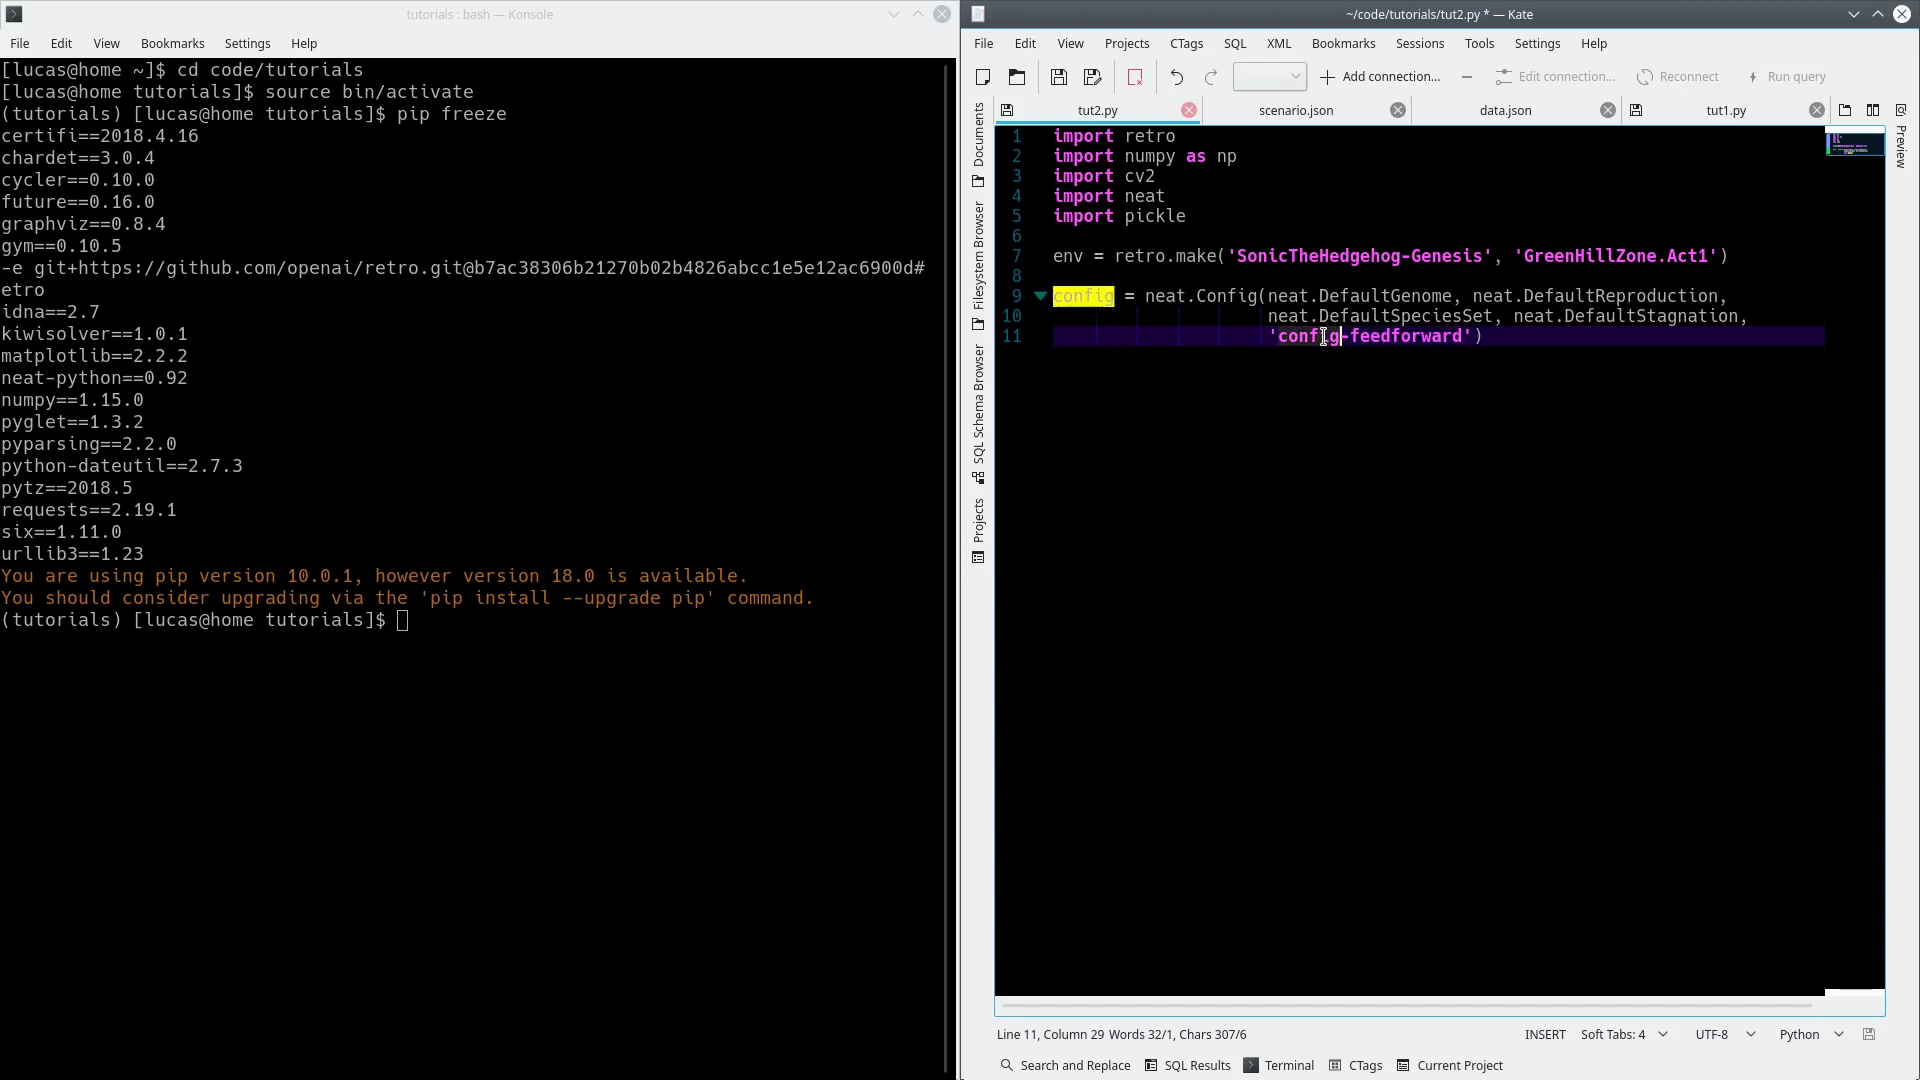 tutorials : bash — Konsole
File Edit View Bookmarks Settings Help
[lucas@home ~]$ cd code/tutorials
[lucas@home tutorials]$ source bin/activate
(tutorials) [lucas@home tutorials]$ pip freeze
certifi==2018.4.16
chardet==3.0.4
cycler==0.10.0
future==0.16.0
graphviz==0.8.4
gym==0.10.5
-e git+https://github.com/openai/retro.git@b7ac38306b21270b02b4826abcc1e5e12ac6900d#
etro
idna==2.7
kiwisolver==1.0.1
matplotlib==2.2.2
neat-python==0.92
numpy==1.15.0
pyglet==1.3.2
pyparsing==2.2.0
python-dateutil==2.7.3
pytz==2018.5
requests==2.19.1
six==1.11.0
urllib3==1.23
You are using pip version 10.0.1, however version 18.0 is available.
You should consider upgrading via the 'pip install --upgrade pip' command.
(tutorials) [lucas@home tutorials]$
~/code/tutorials/tut2.py * — Kate
File Edit View Projects CTags SQL XML Bookmarks Sessions Tools Settings Help
Add connection... Edit connection... Reconnect Run query
tut2.py scenario.json data.json tut1.py
Documents
Filesystem Browser
SQL Schema Browser
Projects
Preview
1 import retro
2 import numpy as np
3 import cv2
4 import neat
5 import pickle
6
7 env = retro.make('SonicTheHedgehog-Genesis', 'GreenHillZone.Act1')
8
9 config = neat.Config(neat.DefaultGenome, neat.DefaultReproduction,
10 neat.DefaultSpeciesSet, neat.DefaultStagnation,
11 'config-feedforward')
Line 11, Column 29 Words 32/1, Chars 307/6 INSERT Soft Tabs: 4 UTF-8 Python
Search and Replace SQL Results Terminal CTags Current Project